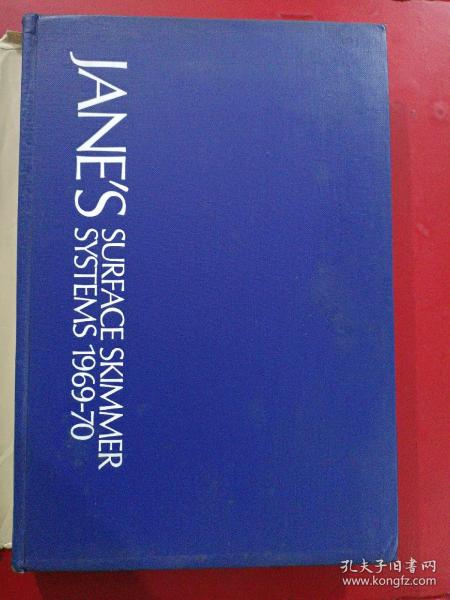 JANE'S
SURFACE SKIMMER
SYSTEMS 1969-70
孔夫子旧书网
www.kongfz.com